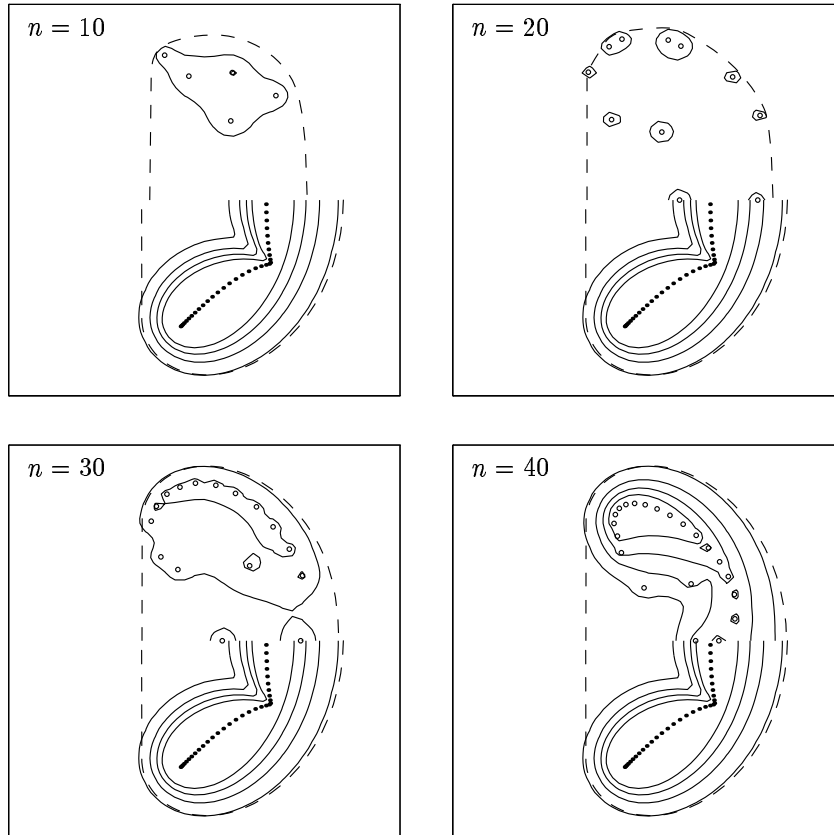 n = 10
n = 20
n = 30
n = 40